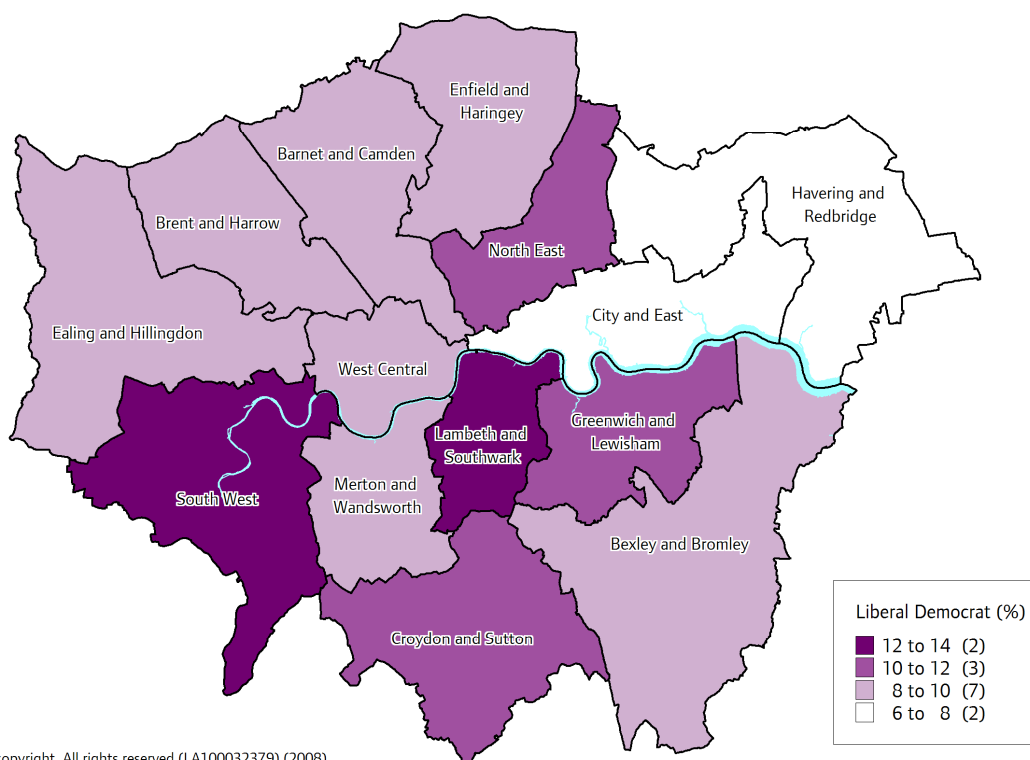 Enfield and
Haringey
Barnet and Camden
Havering and
Redbridge
Brent and Harrow
North East
City and East
Ealing and Hillingdon
West Central
Greenwich and
Lewisham
Lambeth and
Southwark
Merton and
Wandsworth
South West
Bexley and Bromley
Croydon and Sutton
Liberal Democrat (%)
12 to 14 (2)
10 to 12 (3)
8 to 10 (7)
6 to 8 (2)
opyright. All rights reserved (LA100032379) (2008)